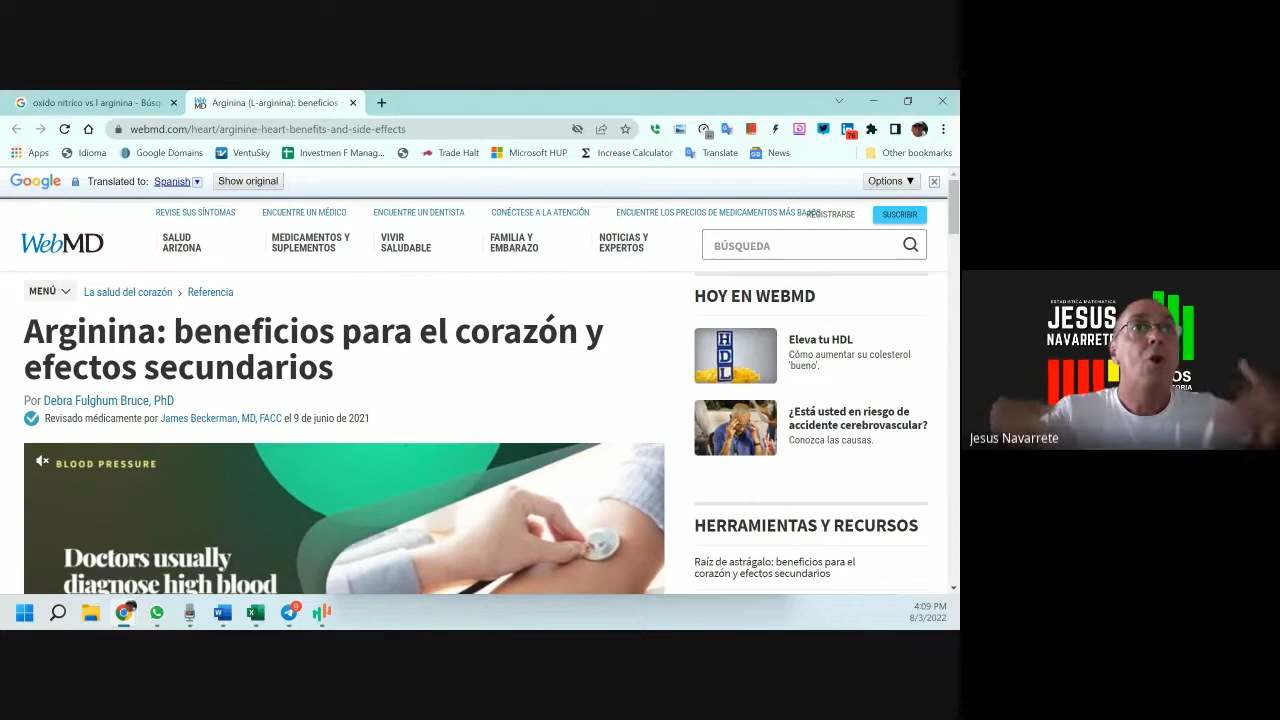 oxido nitrico vs l arginina - Búsq
Arginina (L-arginina): beneficios
webmd.com/heart/arginine-heart-benefits-and-side-effects
76
Apps
Idioma
Google Domains
VentuSky
Investmen F Manag...
Trade Halt
Microsoft HUP
Increase Calculator
Translate
News
Other bookmarks
Google
Translated to: Spanish
Show original
Options ▼
REVISE SUS SÍNTOMAS
ENCUENTRE UN MÉDICO
ENCUENTRE UN DENTISTA
CONÉCTESE A LA ATENCIÓN
ENCUENTRE LOS PRECIOS DE MEDICAMENTOS MÁS BAJOS
REGISTRARSE
SUSCRIBIR
WebMD
SALUD
ARIZONA
MEDICAMENTOS Y
SUPLEMENTOS
VIVIR
SALUDABLE
FAMILIA Y
EMBARAZO
NOTICIAS Y
EXPERTOS
BÚSQUEDA
MENÚ
La salud del corazón > Referencia
Arginina: beneficios para el corazón y
efectos secundarios
Por Debra Fulghum Bruce, PhD
Revisado médicamente por James Beckerman, MD, FACC el 9 de junio de 2021
BLOOD PRESSURE
Doctors usually
diagnose high blood
HOY EN WEBMD
HDL
Eleva tu HDL
Cómo aumentar su colesterol
'bueno'.
¿Está usted en riesgo de
accidente cerebrovascular?
Conozca las causas.
HERRAMIENTAS Y RECURSOS
Raíz de astrágalo: beneficios para el
corazón y efectos secundarios
9
4:09 PM
8/3/2022
ESTADISTICA MATEMATICA
JESUS
NAVARRETE
Jesus Navarrete